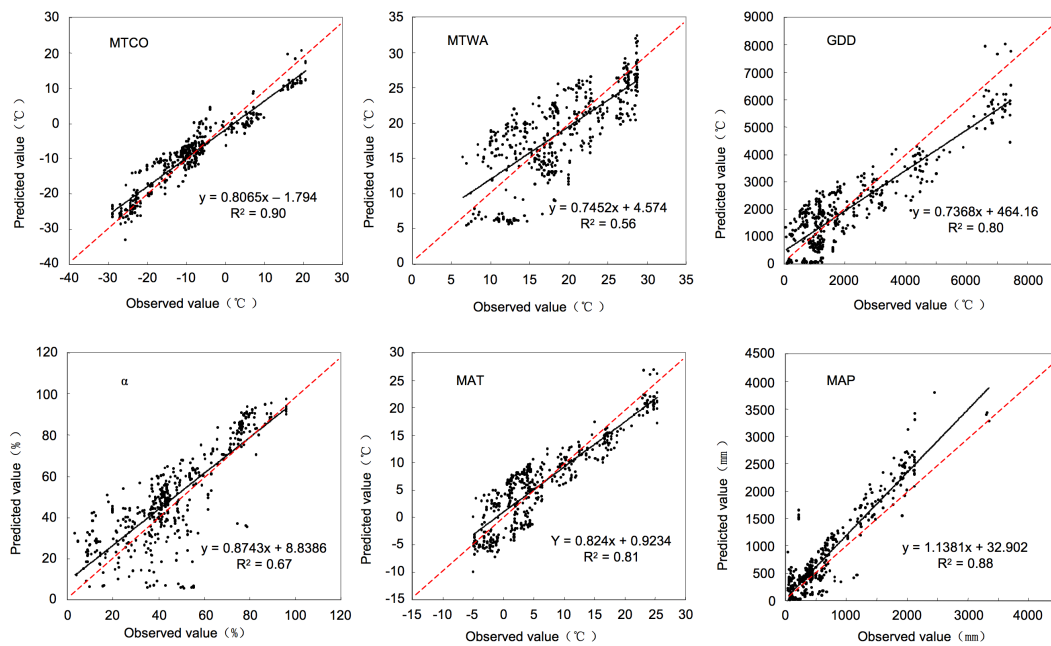 MTCO
30
20
10
0
-10
-20
-30
-40
-40 -30 -20 -10 0 10 20 30
Predicted value (℃)
Observed value（℃）
y = 0.8065x – 1.794
R² = 0.90
MTWA
35
30
25
20
15
10
5
0
0 5 10 15 20 25 30 35
Predicted value (℃)
Observed value（℃）
y = 0.7452x + 4.574
R² = 0.56
GDD
9000
8000
7000
6000
5000
4000
3000
2000
1000
0
0 2000 4000 6000 8000
Predicted value (℃)
Observed value（℃）
y = 0.7368x + 464.16
R² = 0.80
α
120
100
80
60
40
20
0
0 20 40 60 80 100 120
Predicted value (%)
Observed value（%）
y = 0.8743x + 8.8386
R² = 0.67
MAT
30
25
20
15
10
5
0
-5
-10
-15
-15 -10 -5 0 5 10 15 20 25 30
Predicted value (℃)
Observed value（℃）
Y = 0.824x + 0.9234
R² = 0.81
MAP
4500
4000
3500
3000
2500
2000
1500
1000
500
0
0 1000 2000 3000 4000
Predicted value (mm)
Observed value（mm）
y = 1.1381x + 32.902
R² = 0.88